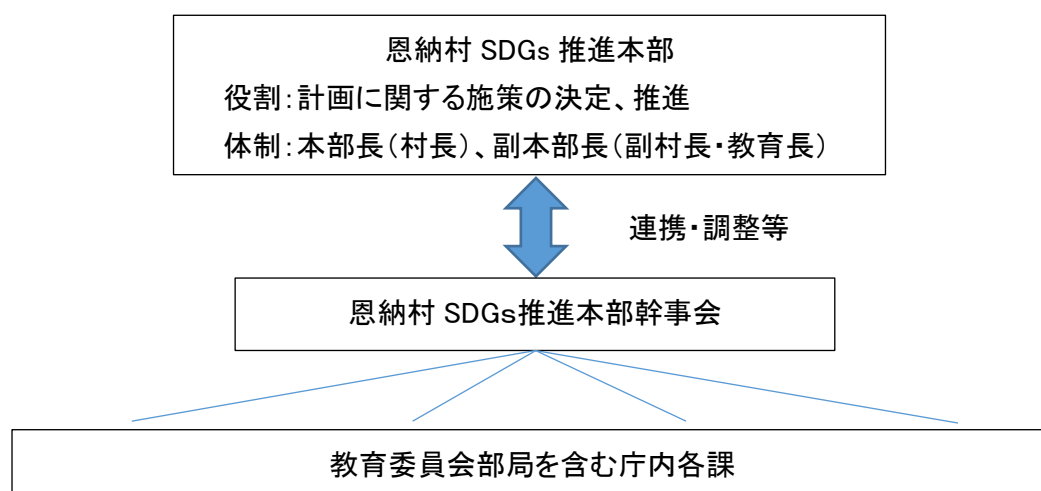 恩納村 SDGs 推進本部
役割：計画に関する施策の決定、推進
体制：本部長（村長）、副本部長（副村長・教育長）
連携・調整等
恩納村 SDGｓ推進本部幹事会
教育委員会部局を含む庁内各課